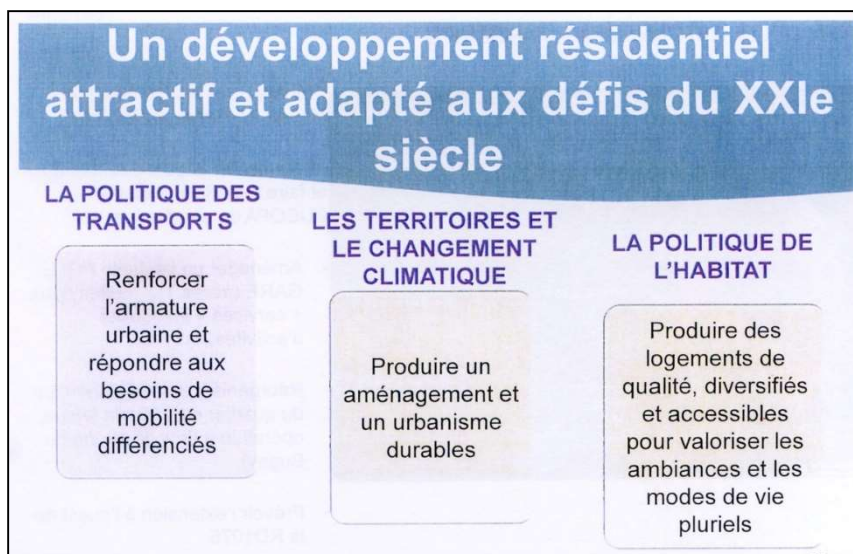 Un développement résidentiel
attractif et adapté aux défis du XXIe
siècle
LA POLITIQUE DES
TRANSPORTS
Renforcer
l'armature
urbaine et
répondre aux
besoins de
mobilité
différenciés
LES TERRITOIRES ET
LE CHANGEMENT
CLIMATIQUE
Produire un
aménagement et
un urbanisme
durables
LA POLITIQUE DE
L'HABITAT
Produire des
logements de
qualité, diversifiés
et accessibles
pour valoriser les
ambiances et les
modes de vie
pluriels